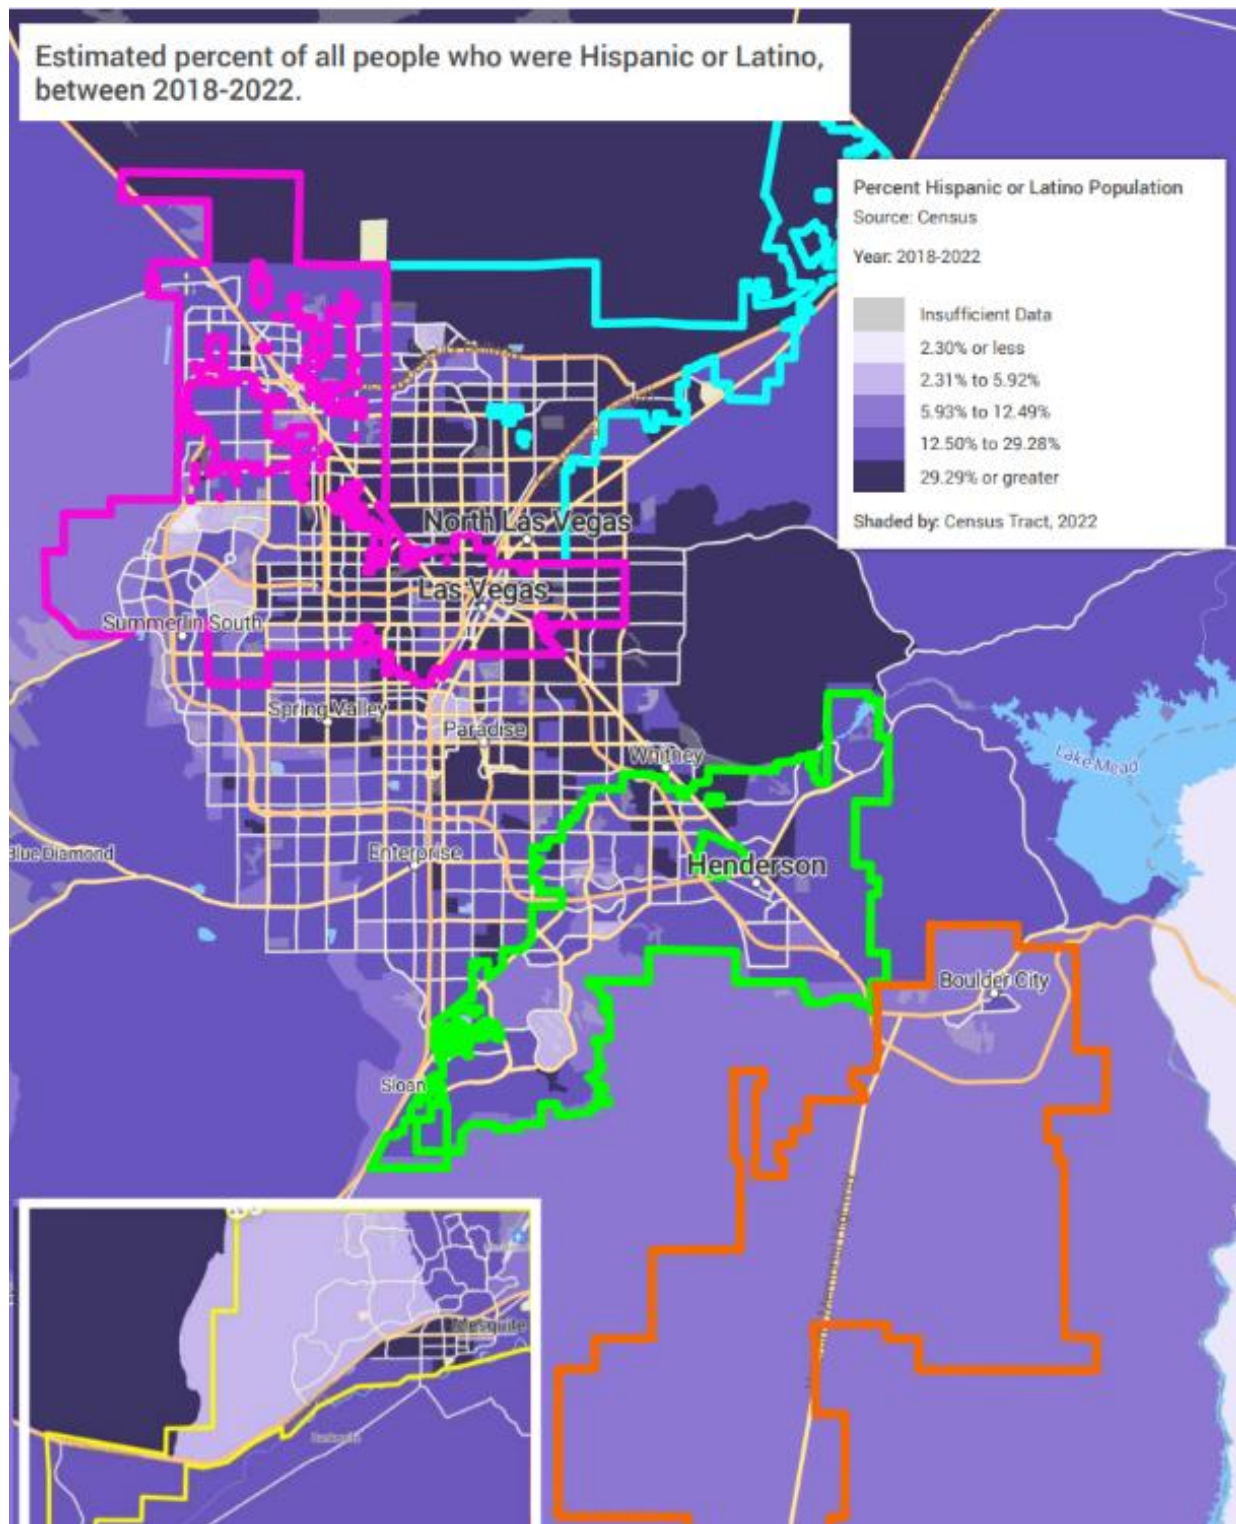 Estimated percent of all people who were Hispanic or Latino,
between 2018-2022.
Percent Hispanic or Latino Population
Source: Census
Year: 2018-2022
Insufficient Data
2.30% or less
2.31% to 5.92%
5.93% to 12.49%
12.50% to 29.28%
29.29% or greater
Shaded by: Census Tract, 2022
North Las Vegas
Las Vegas
Summerlin South
Spring Valley
Paradise
Whitney
Lake Mead
Blue Diamond
Enterprise
Henderson
Boulder City
Sloan
Mesquite